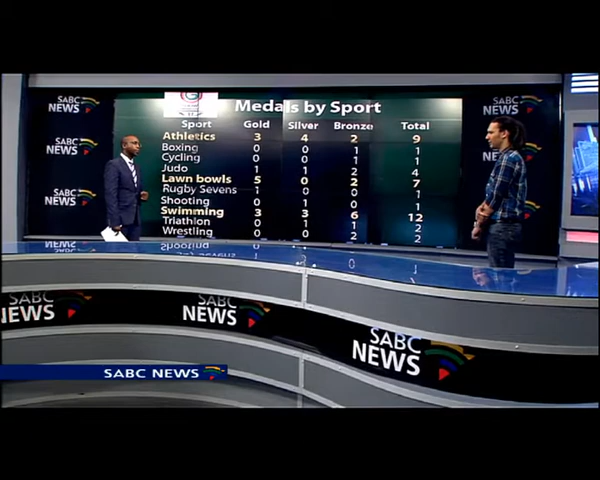 Medals by Sport
Sport Gold Silver Bronze Total
Athletics 3 4 2 9
Boxing 0 0 1 1
Cycling 0 0 1 1
Judo 1 1 2 4
Lawn bowls 5 0 2 7
Rugby Sevens 1 0 0 1
Shooting 0 1 0 1
Swimming 3 3 6 12
Triathlon 0 1 1 2
Wrestling 0 0 2 2
SABC
NEWS
SABC
NEWS
SABC
NEWS
SABC
NEWS
SABC
NEWS
SABC
NEWS
SABC
NEWS
SABC NEWS